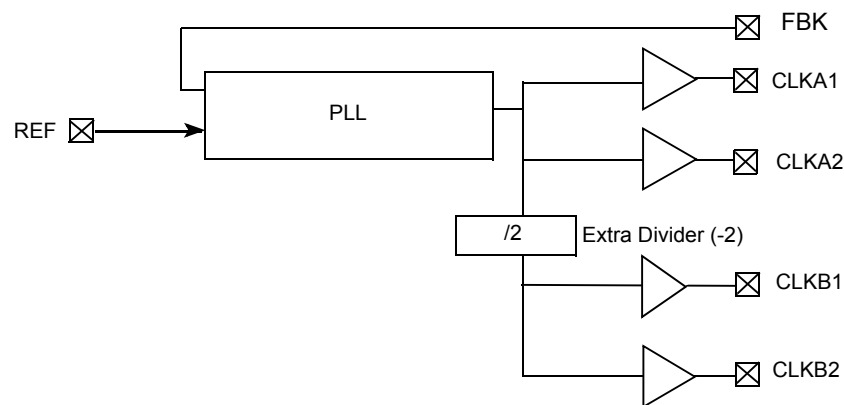 FBK
CLKA1
PLL
REF
CLKA2
/2
Extra Divider (-2)
CLKB1
CLKB2